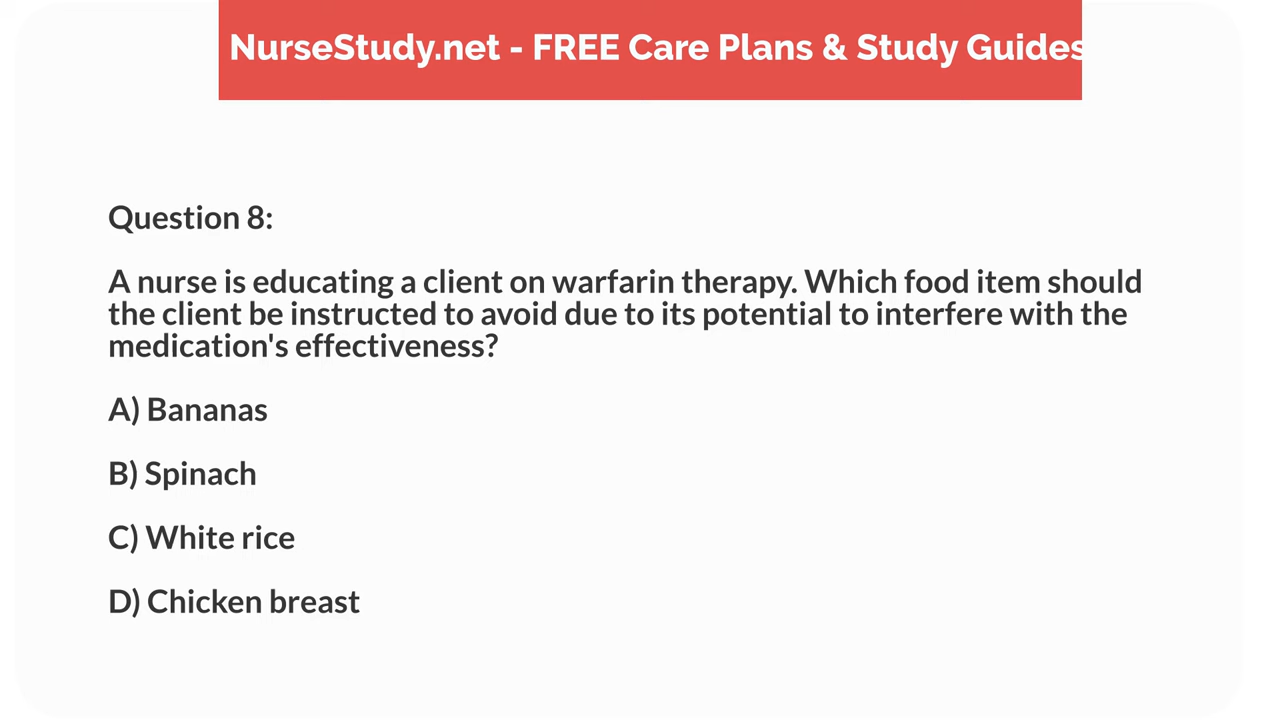 NurseStudy.net - FREE Care Plans & Study Guides
Question 8:
A nurse is educating a client on warfarin therapy. Which food item should
the client be instructed to avoid due to its potential to interfere with the
medication's effectiveness?
A) Bananas
B) Spinach
C) White rice
D) Chicken breast